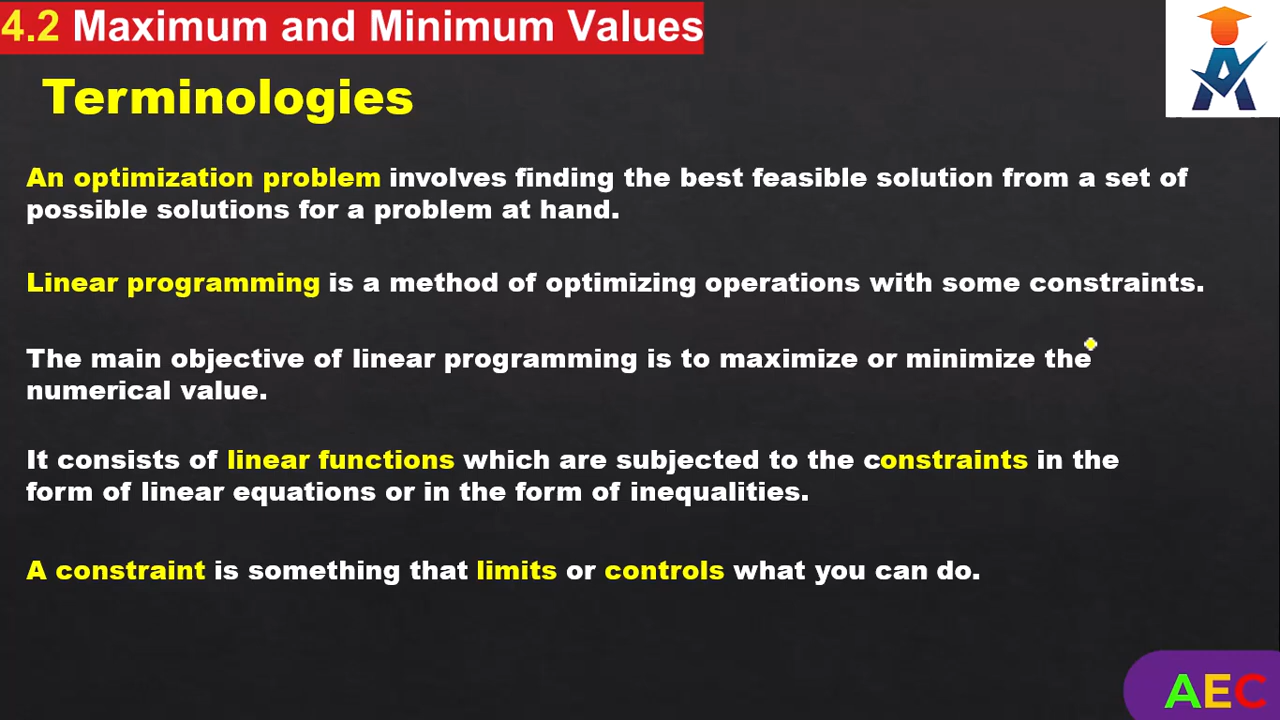 4.2 Maximum and Minimum Values
Terminologies
An optimization problem involves finding the best feasible solution from a set of
possible solutions for a problem at hand.
Linear programming is a method of optimizing operations with some constraints.
The main objective of linear programming is to maximize or minimize the
numerical value.
It consists of linear functions which are subjected to the constraints in the
form of linear equations or in the form of inequalities.
A constraint is something that limits or controls what you can do.
AEC